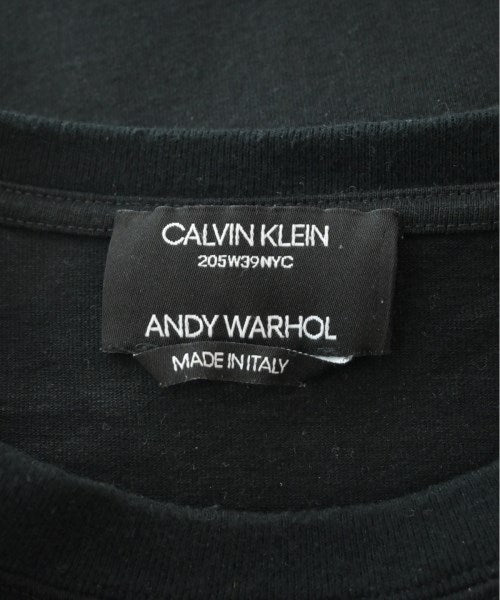 CALVIN KLEIN
205W39NYC
ANDY WARHOL
MADE IN ITALY